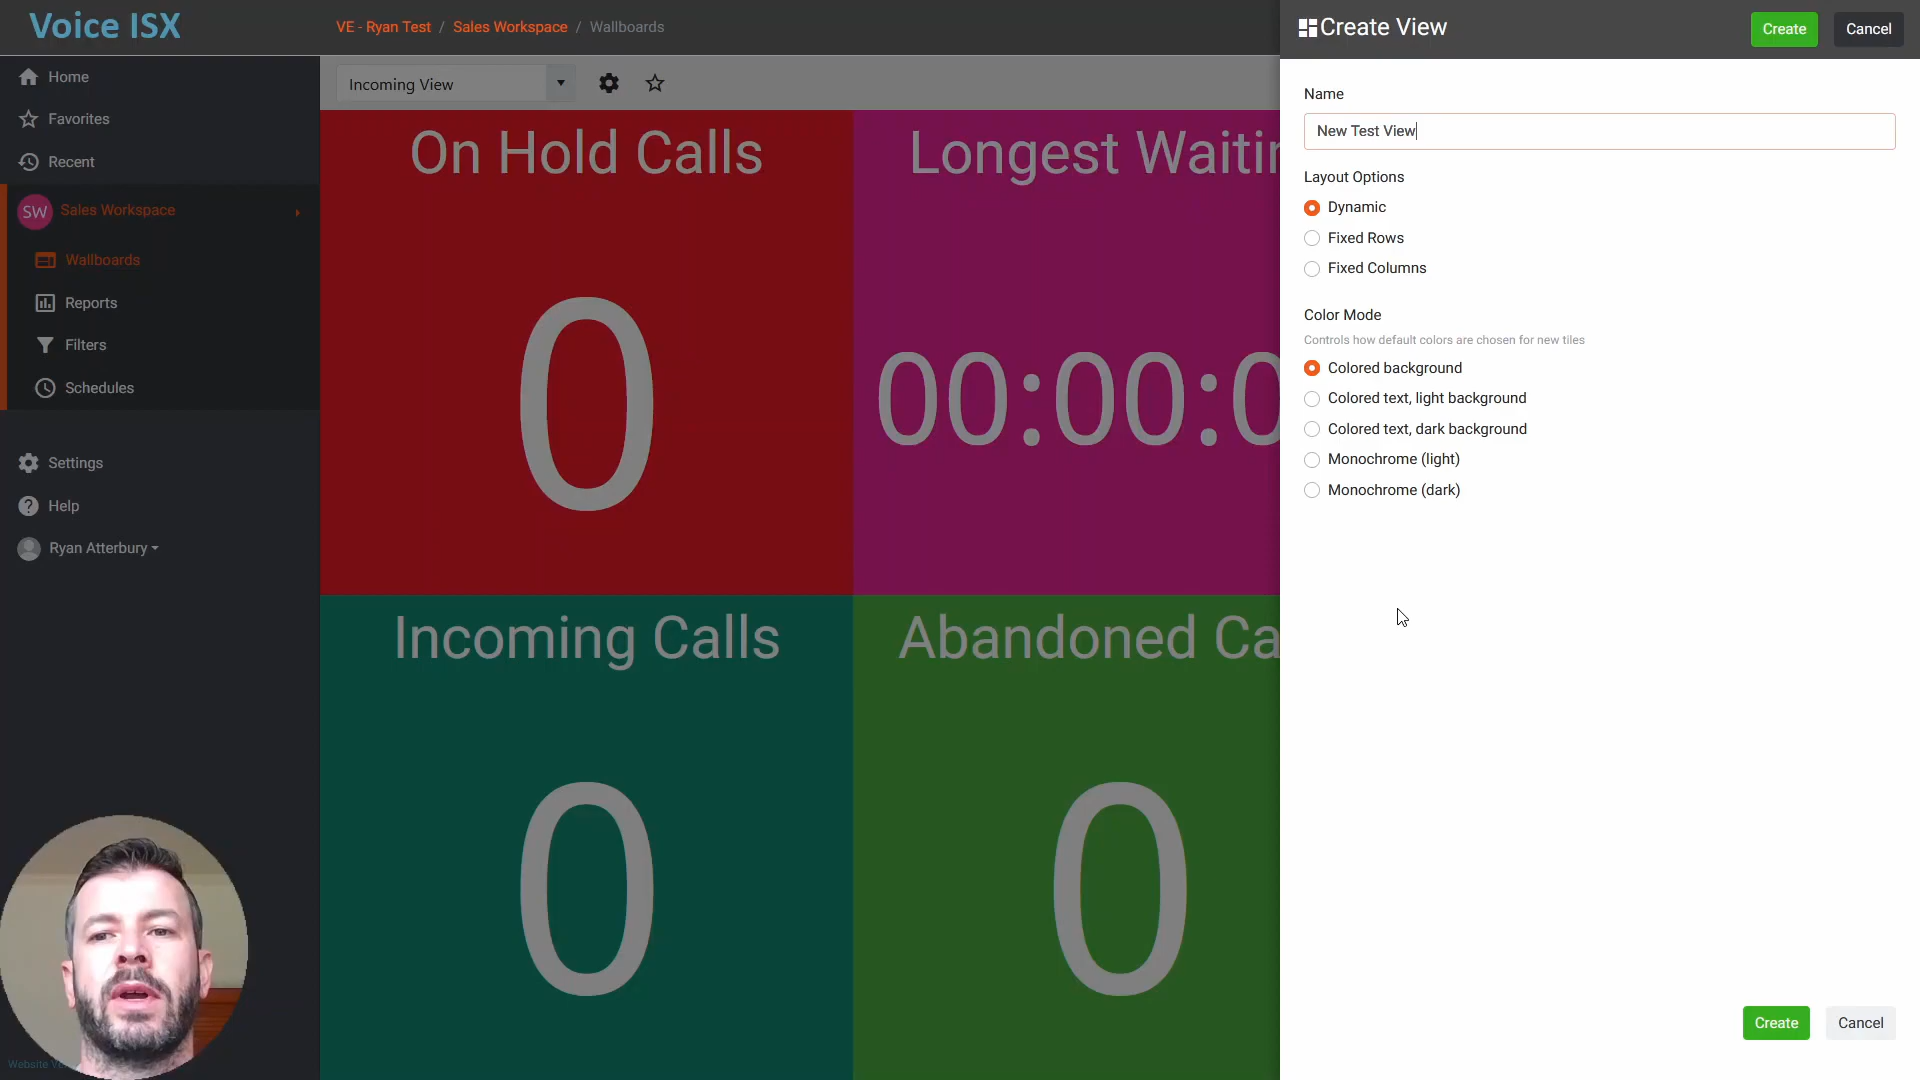 Voice ISX
VE - Ryan Test / Sales Workspace / Wallboards
Home
Favorites
Recent
SW Sales Workspace
Wallboards
Reports
Filters
Schedules
Settings
Help
Ryan Atterbury
Incoming View
On Hold Calls
0
Longest
00:00:0
Incoming Calls
0
Abandoned
0
Create View
Create
Cancel
Name
New Test View
Layout Options
Dynamic
Fixed Rows
Fixed Columns
Color Mode
Controls how default colors are chosen for new tiles
Colored background
Colored text, light background
Colored text, dark background
Monochrome (light)
Monochrome (dark)
Create
Cancel
Website